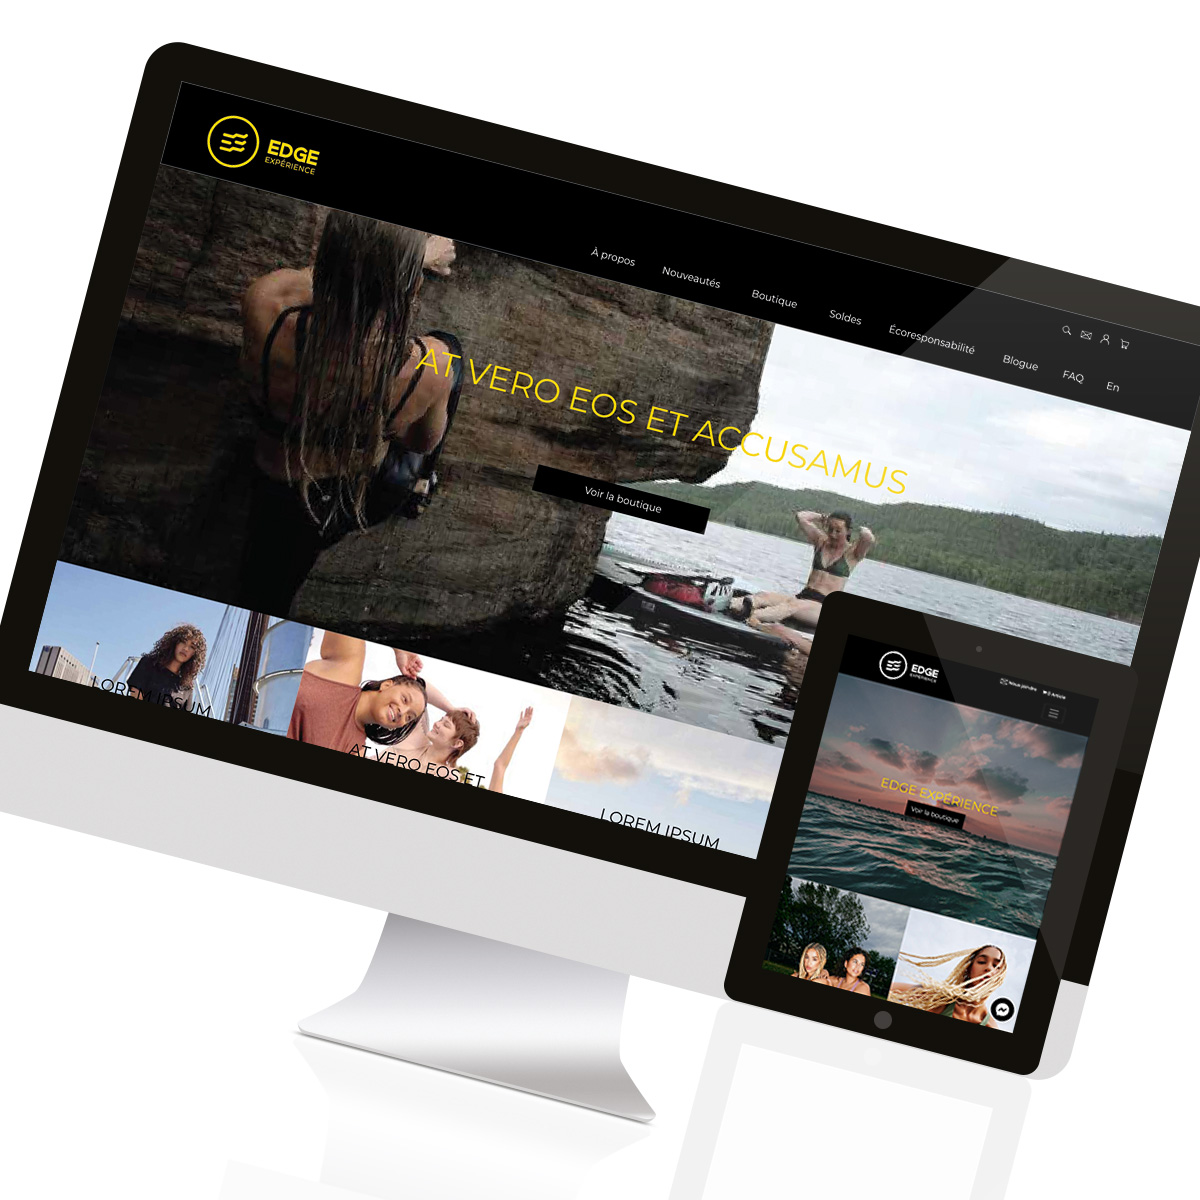 EDGE
EXPÉRIENCE
À propos
Nouveautés
Boutique
Soldes
Écoresponsabilité
Blogue
FAQ
En
AT VERO EOS ET ACCUSAMUS
Voir la boutique
LOREM IPSUM
AT VERO EOS ET
LOREM IPSUM
EDGE
EXPÉRIENCE
Nous joindre
0 Article
EDGE EXPÉRIENCE
Voir la boutique